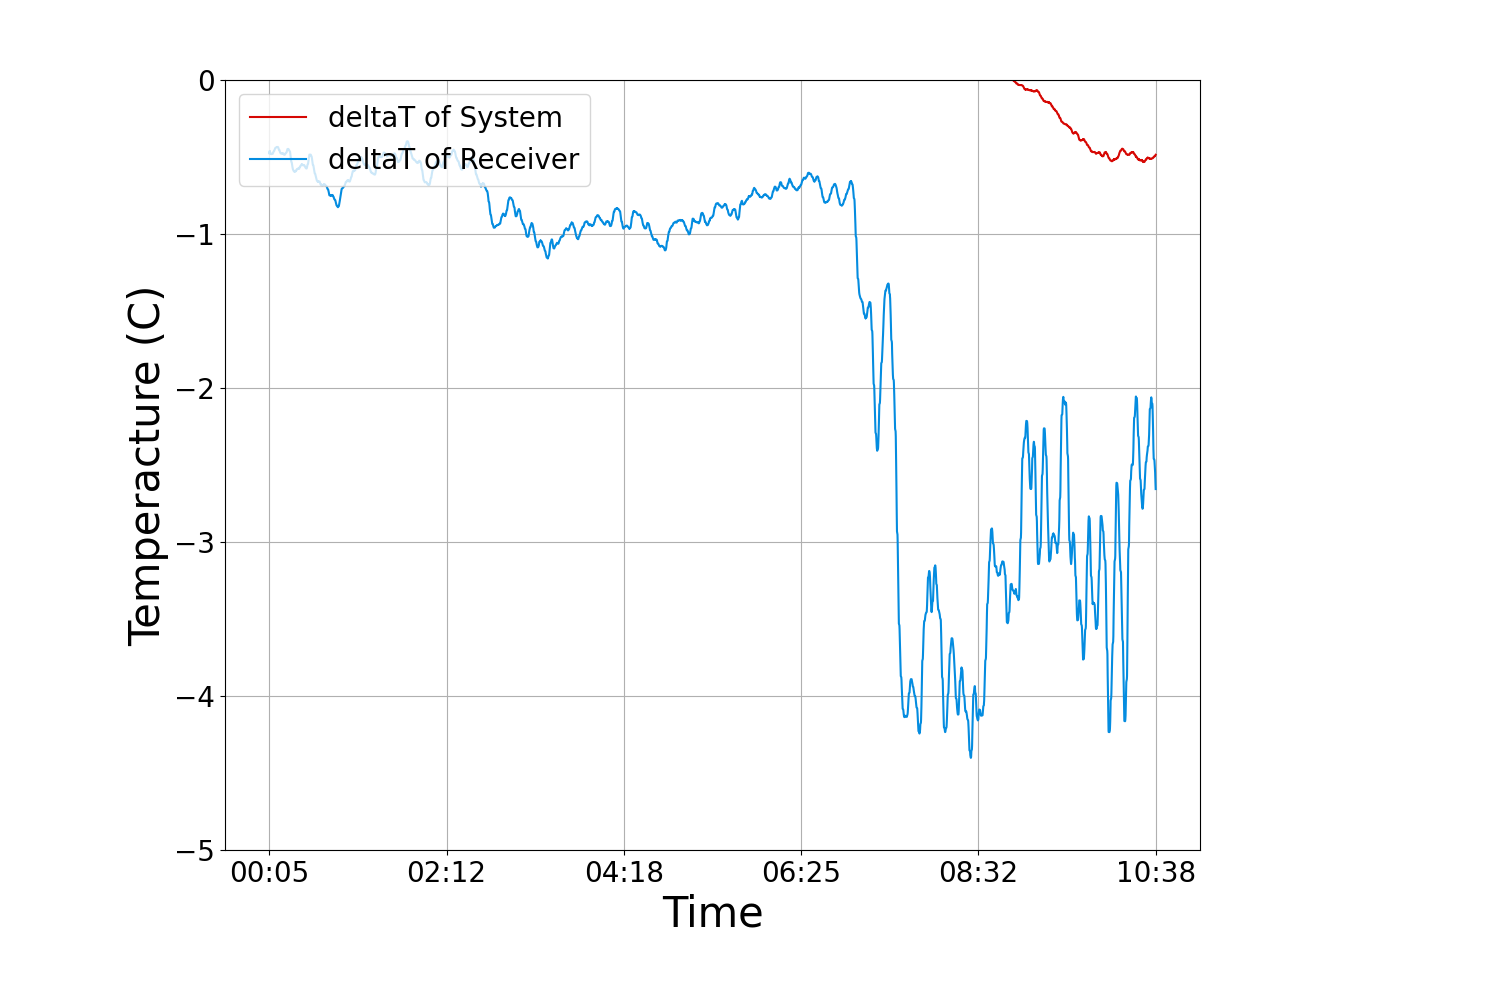 deltaT of System
deltaT of Receiver
Temperacture (C)
0
−1
−2
−3
−4
−5
00:05 02:12 04:18 06:25 08:32 10:38
Time